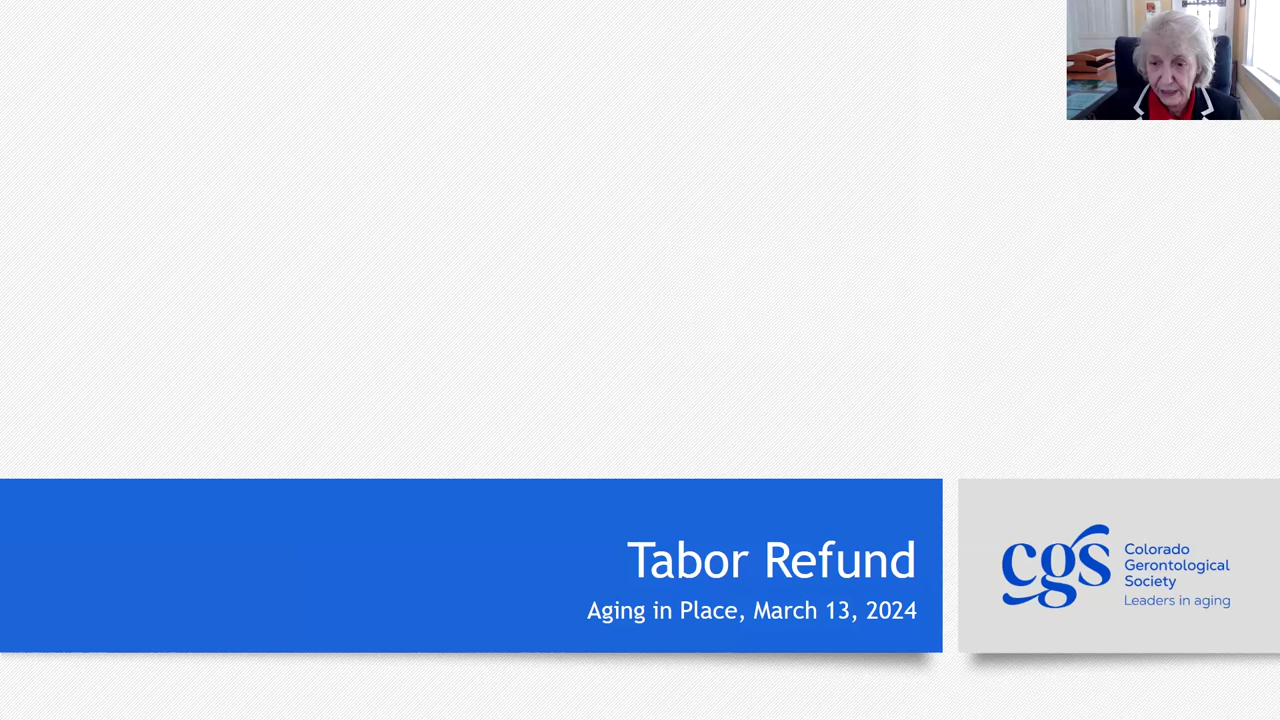 Tabor Refund
Aging in Place, March 13, 2024
cgs
Colorado
Gerontological
Society
Leaders in aging